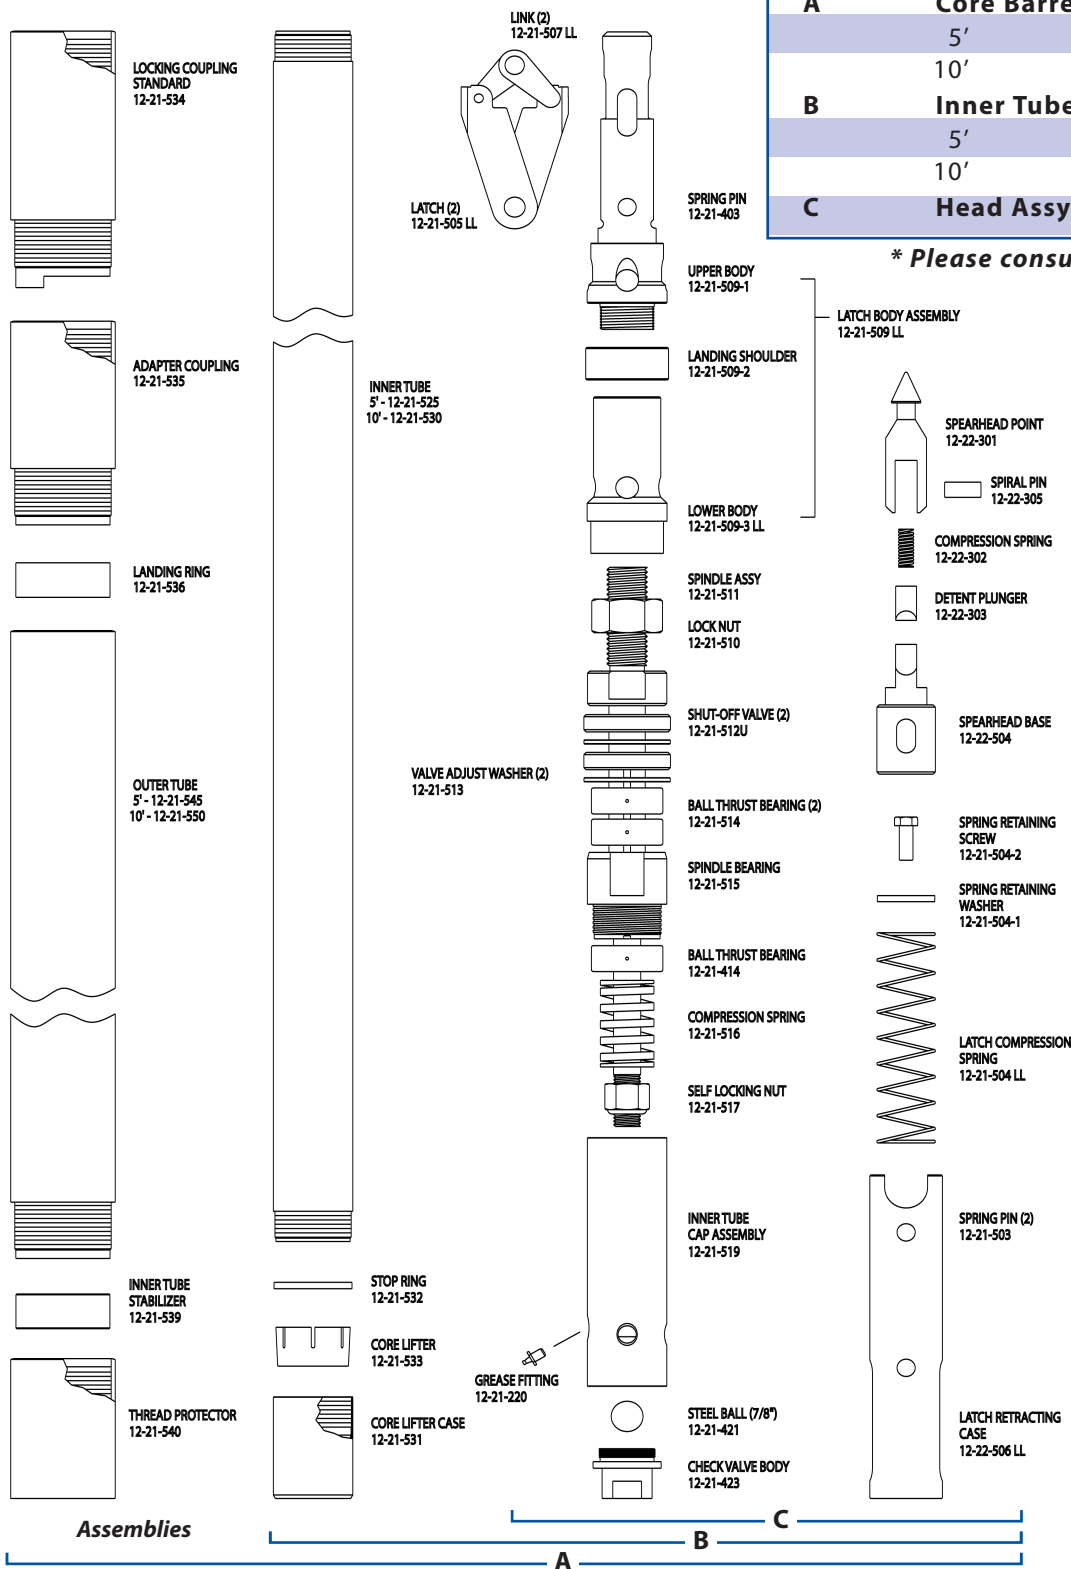 A Core Barre
5’
10’
B Inner Tube
5’
10’
C Head Assy
* Please consu
LOCKING COUPLING
STANDARD
12-21-534
ADAPTER COUPLING
12-21-535
LANDING RING
12-21-536
OUTER TUBE
5' - 12-21-545
10' - 12-21-550
INNER TUBE
STABILIZER
12-21-539
THREAD PROTECTOR
12-21-540
INNER TUBE
5' - 12-21-525
10' - 12-21-530
STOP RING
12-21-532
CORE LIFTER
12-21-533
CORE LIFTER CASE
12-21-531
LINK (2)
12-21-507 LL
LATCH (2)
12-21-505 LL
VALVE ADJUST WASHER (2)
12-21-513
GREASE FITTING
12-21-220
SPRING PIN
12-21-403
UPPER BODY
12-21-509-1
LANDING SHOULDER
12-21-509-2
LATCH BODY ASSEMBLY
12-21-509 LL
LOWER BODY
12-21-509-3 LL
SPINDLE ASSY
12-21-511
LOCK NUT
12-21-510
SHUT-OFF VALVE (2)
12-21-512U
BALL THRUST BEARING (2)
12-21-514
SPINDLE BEARING
12-21-515
BALL THRUST BEARING
12-21-414
COMPRESSION SPRING
12-21-516
SELF LOCKING NUT
12-21-517
INNER TUBE
CAP ASSEMBLY
12-21-519
STEEL BALL (7/8")
12-21-421
CHECK VALVE BODY
12-21-423
SPEARHEAD POINT
12-22-301
SPIRAL PIN
12-22-305
COMPRESSION SPRING
12-22-302
DETENT PLUNGER
12-22-303
SPEARHEAD BASE
12-22-504
SPRING RETAINING
SCREW
12-21-504-2
SPRING RETAINING
WASHER
12-21-504-1
LATCH COMPRESSION
SPRING
12-21-504 LL
SPRING PIN (2)
12-21-503
LATCH RETRACTING
CASE
12-22-506 LL
Assemblies
C
B
A